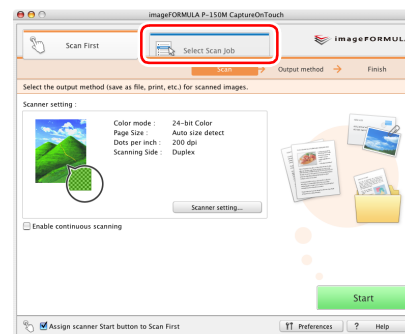 imageFORMULA P-150M CaptureOnTouch
Scan First
Select Scan Job
imageFORMULA
Scan
Output method
Finish
Select the output method (save as file, print, etc.) for scanned images.
Scanner setting :
Color mode : 24-bit Color
Page Size : Auto size detect
Dots per inch : 200 dpi
Scanning Side : Duplex
Scanner setting...
Enable continuous scanning
Start
Assign scanner Start button to Scan First
Preferences
? Help